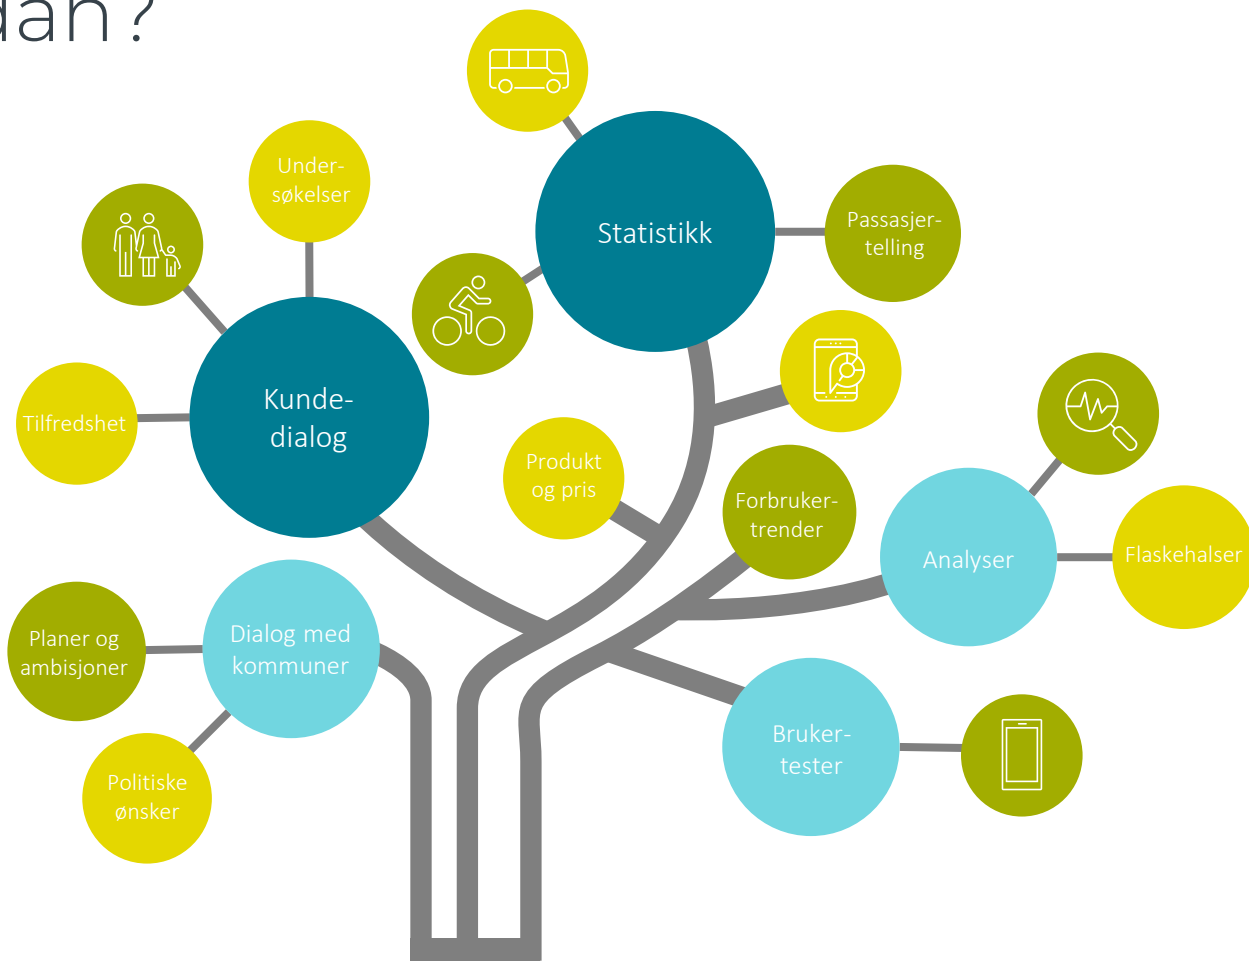 dan?
Under-
søkelser
Statistikk
Passasjer-
telling
Kunde-
dialog
Tilfredshet
Produkt
og pris
Forbruker-
trender
Analyser
Flaskehalser
Dialog med
kommuner
Planer og
ambisjoner
Politiske
ønsker
Bruker-
tester